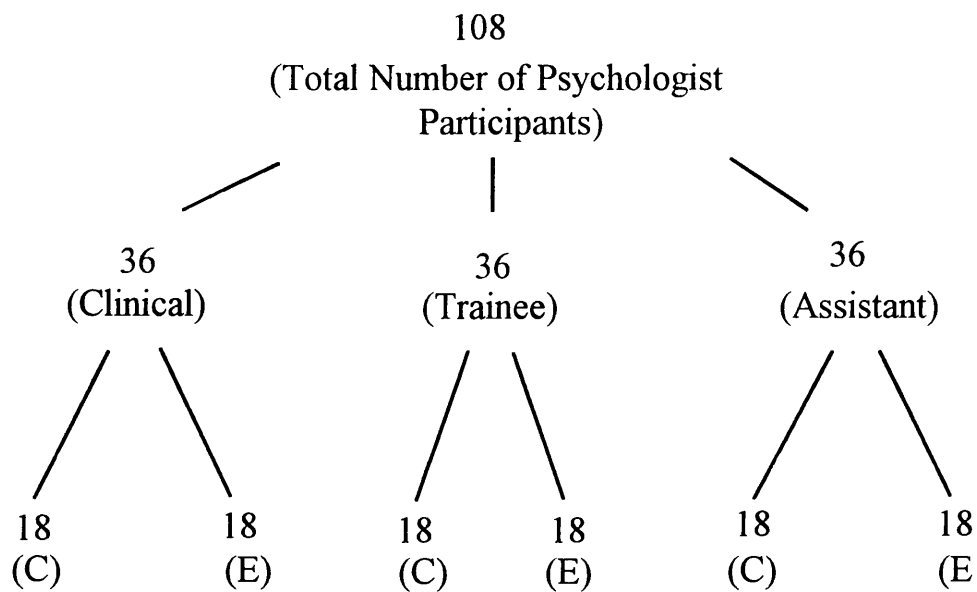 108
(Total Number of Psychologist
Participants)
36 36 36
(Clinical) (Trainee) (Assistant)
18 18 18 18 18 18
(C) (E) (C) (E) (C) (E